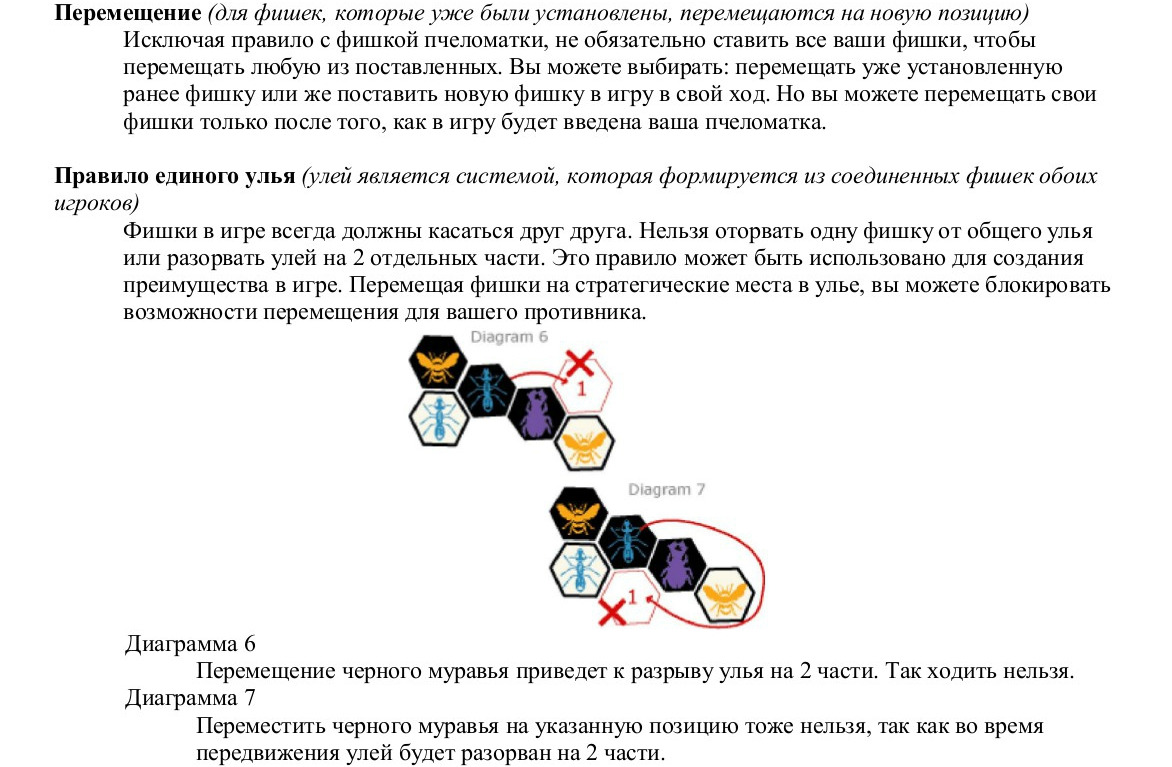 Перемещение (для фишек, которые уже были установлены, перемещаются на новую позицию)
Исключая правило с фишкой пчеломатки, не обязательно ставить все ваши фишки, чтобы
перемещать любую из поставленных. Вы можете выбирать: перемещать уже установленную
ранее фишку или же поставить новую фишку в игру в свой ход. Но вы можете перемещать свои
фишки только после того, как в игру будет введена ваша пчеломатка.
Правило единого улья (улей является системой, которая формируется из соединенных фишек обоих
игроков)
Фишки в игре всегда должны касаться друг друга. Нельзя оторвать одну фишку от общего улья
или разорвать улей на 2 отдельных части. Это правило может быть использовано для создания
преимущества в игре. Перемещая фишки на стратегические места в улье, вы можете блокировать
возможности перемещения для вашего противника.
Diagram 6
1
Diagram 7
1
Диаграмма 6
Перемещение черного муравья приведет к разрыву улья на 2 части. Так ходить нельзя.
Диаграмма 7
Переместить черного муравья на указанную позицию тоже нельзя, так как во время
передвижения улей будет разорван на 2 части.